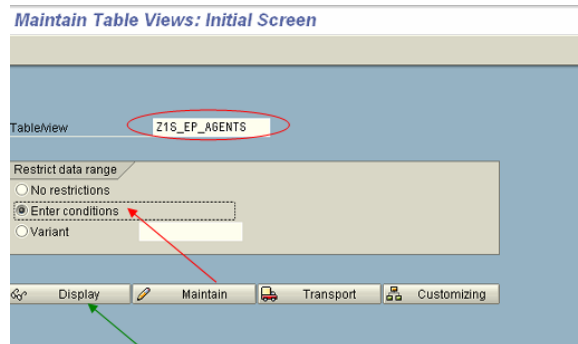 Maintain Table Views: Initial Screen
Table/view Z1S_EP_AGENTS
Restrict data range
No restrictions
Enter conditions
Variant
Display Maintain Transport Customizing